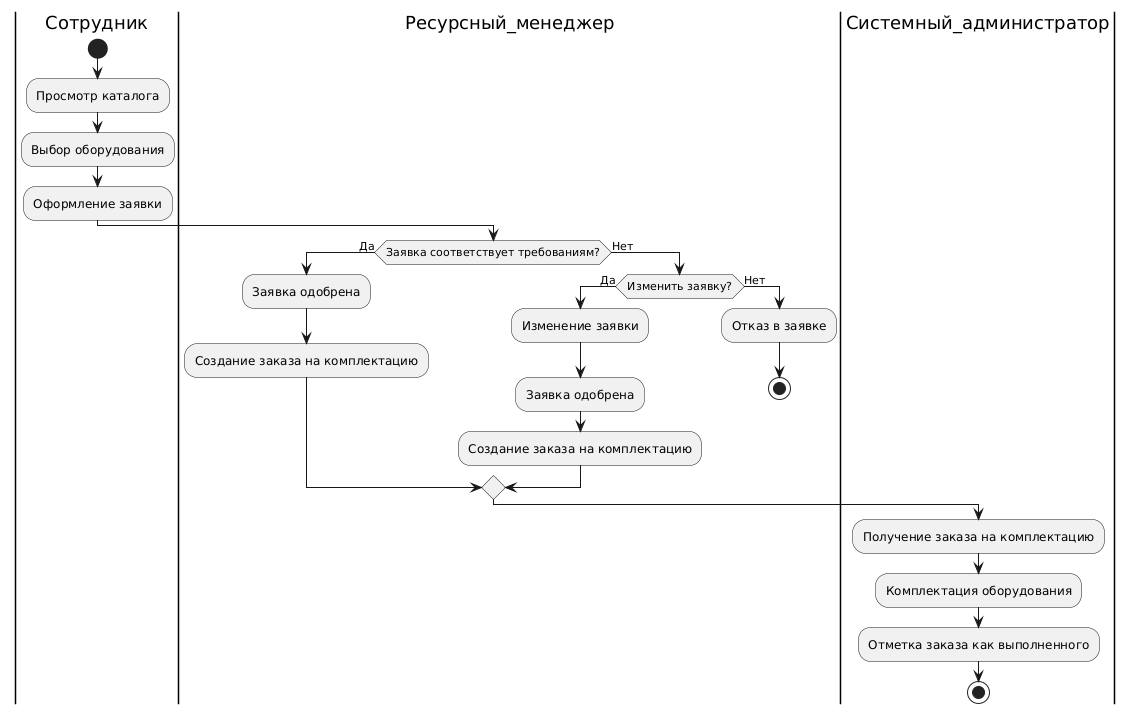 Сотрудник
Ресурсный_менеджер
Системный_администратор
Просмотр каталога
Выбор оборудования
Оформление заявки
Заявка соответствует требованиям?
Да
Нет
Заявка одобрена
Создание заказа на комплектацию
Изменить заявку?
Да
Нет
Изменение заявки
Заявка одобрена
Создание заказа на комплектацию
Отказ в заявке
Получение заказа на комплектацию
Комплектация оборудования
Отметка заказа как выполненного